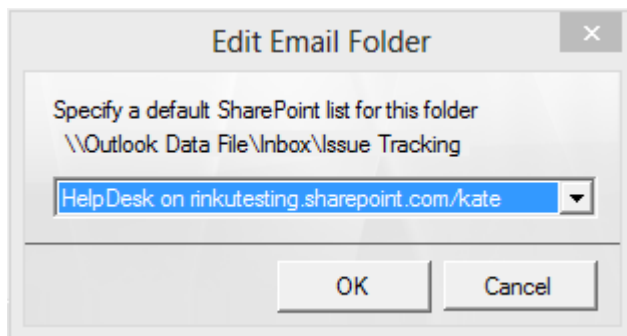 Edit Email Folder
Specify a default SharePoint list for this folder
\\Outlook Data File\Inbox\Issue Tracking
HelpDesk on rinkutesting.sharepoint.com/kate
OK Cancel